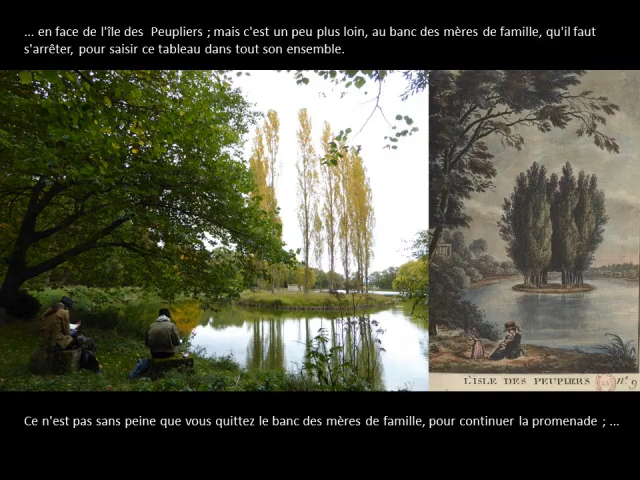 ... en face de l'île des Peupliers ; mais c'est un peu plus loin, au banc des mères de famille, qu'il faut
s'arrêter, pour saisir ce tableau dans tout son ensemble.
L'ISLE DES PEUPLIERS N° 9
Ce n'est pas sans peine que vous quittez le banc des mères de famille, pour continuer la promenade ; ...